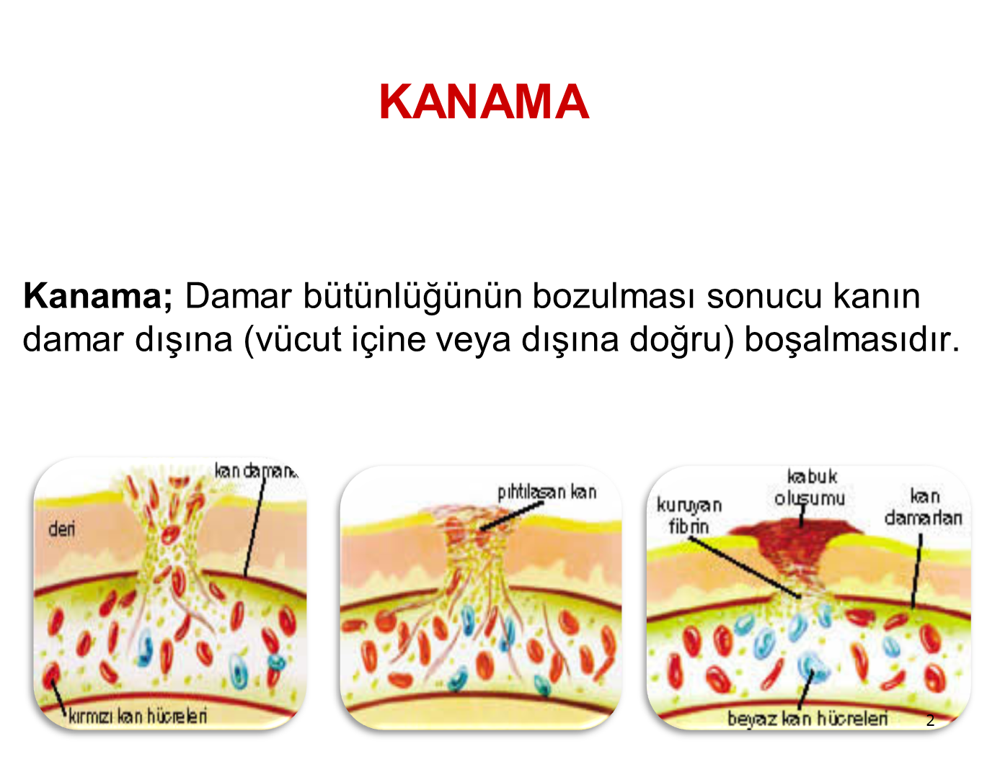 KANAMA
Kanama; Damar bütünlüğünün bozulması sonucu kanın
damar dışına (vücut içine veya dışına doğru) boşalmasıdır.
kan damarı
deri
kırmızı kan hücreleri
pıhtılaşan kan
kabuk
oluşumu
kuruyan
fibrin
kan
damarları
beyaz kan hücreleri
2